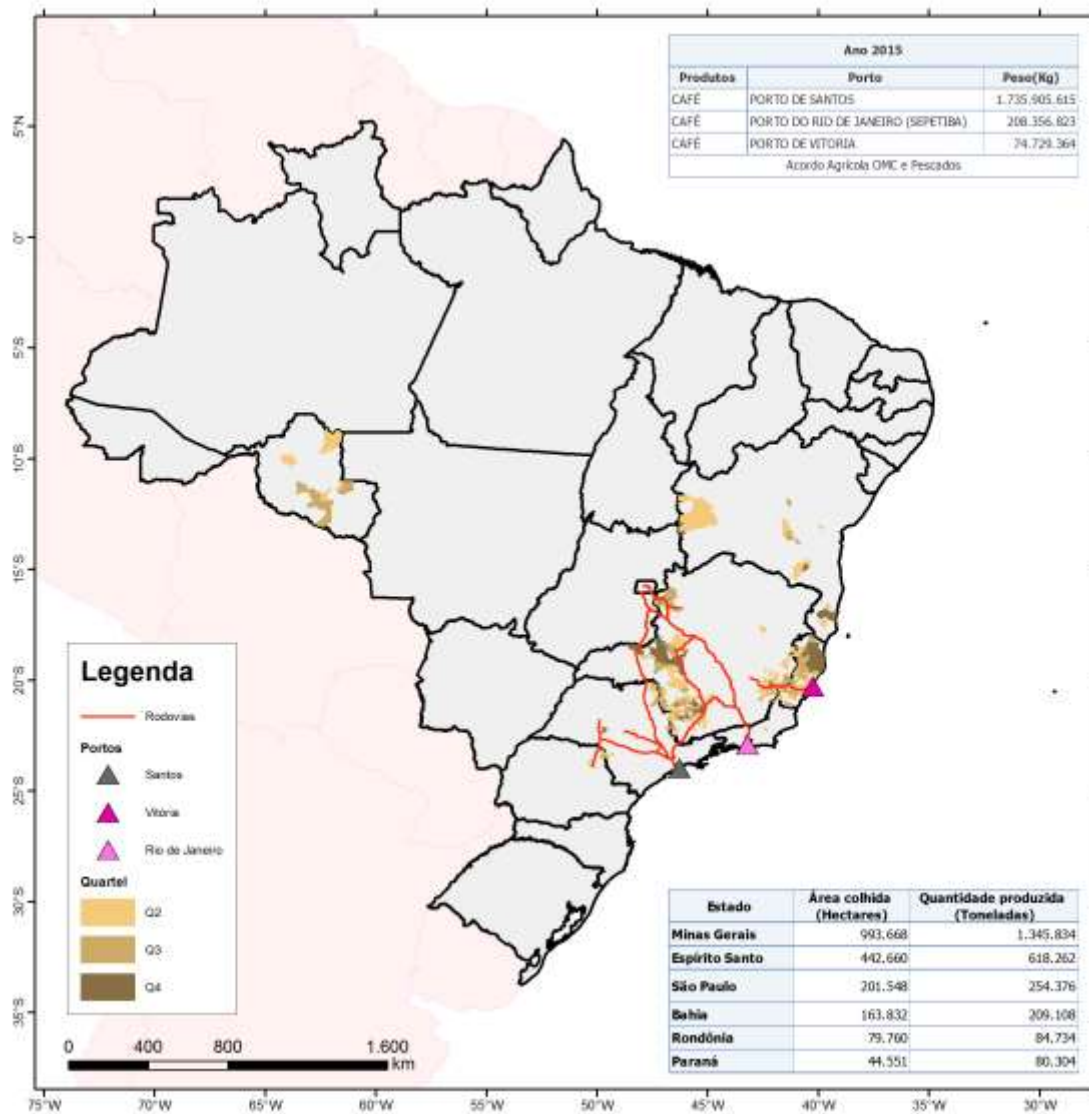 Ano 2015
Produtos Porto Peso(Kg)
CAFÉ PORTO DE SANTOS 1.735.905.615
CAFÉ PORTO DO RIO DE JANEIRO (SEPETIBA) 208.356.823
CAFÉ PORTO DE VITORIA 74.729.364
Acordo Agrícola OMC e Pescados
5°N
0°
5°S
10°S
15°S
20°S
25°S
30°S
35°S
Legenda
Rodovias
Portos
Santos
Vitória
Rio de Janeiro
Quartel
Q2
Q3
Q4
0 400 800 1.600
km
Estado Área colhida (Hectares) Quantidade produzida (Toneladas)
Minas Gerais 993.668 1.345.834
Espírito Santo 442.660 618.262
São Paulo 201.548 254.376
Bahia 163.832 209.108
Rondônia 79.760 84.734
Paraná 44.551 80.304
75°W 70°W 65°W 60°W 55°W 50°W 45°W 40°W 35°W 30°W